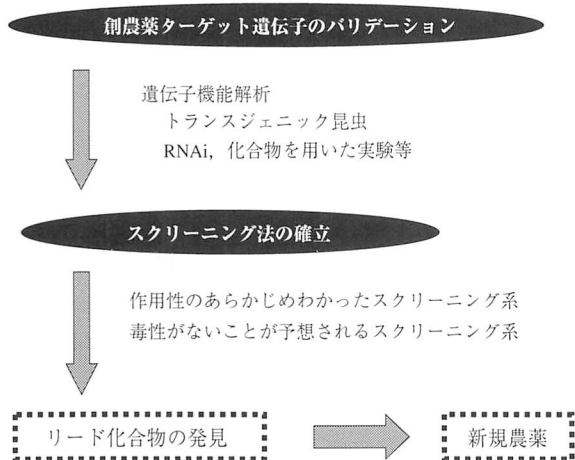 創農薬ターゲット遺伝子のバリデーション
遺伝子機能解析
トランスジェニック昆虫
RNAi, 化合物を用いた実験等
スクリーニング法の確立
作用性のあらかじめわかったスクリーニング系
毒性がないことが予想されるスクリーニング系
リード化合物の発見
新規農薬